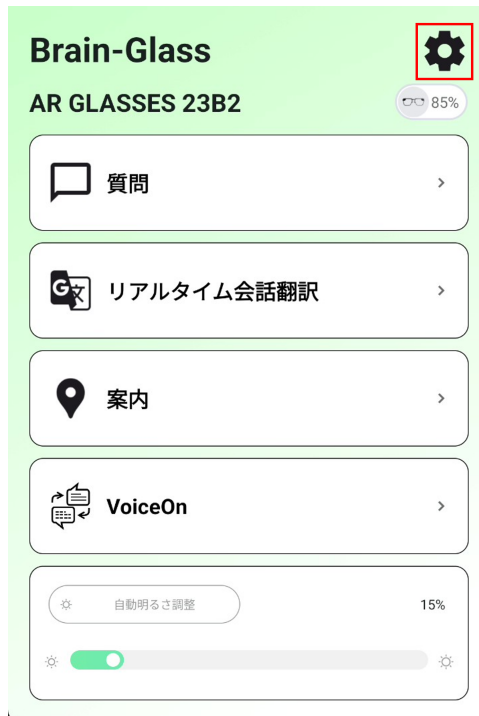 Brain-Glass
AR GLASSES 23B2
85%
質問
リアルタイム会話翻訳
案内
VoiceOn
自動明るさ調整
15%